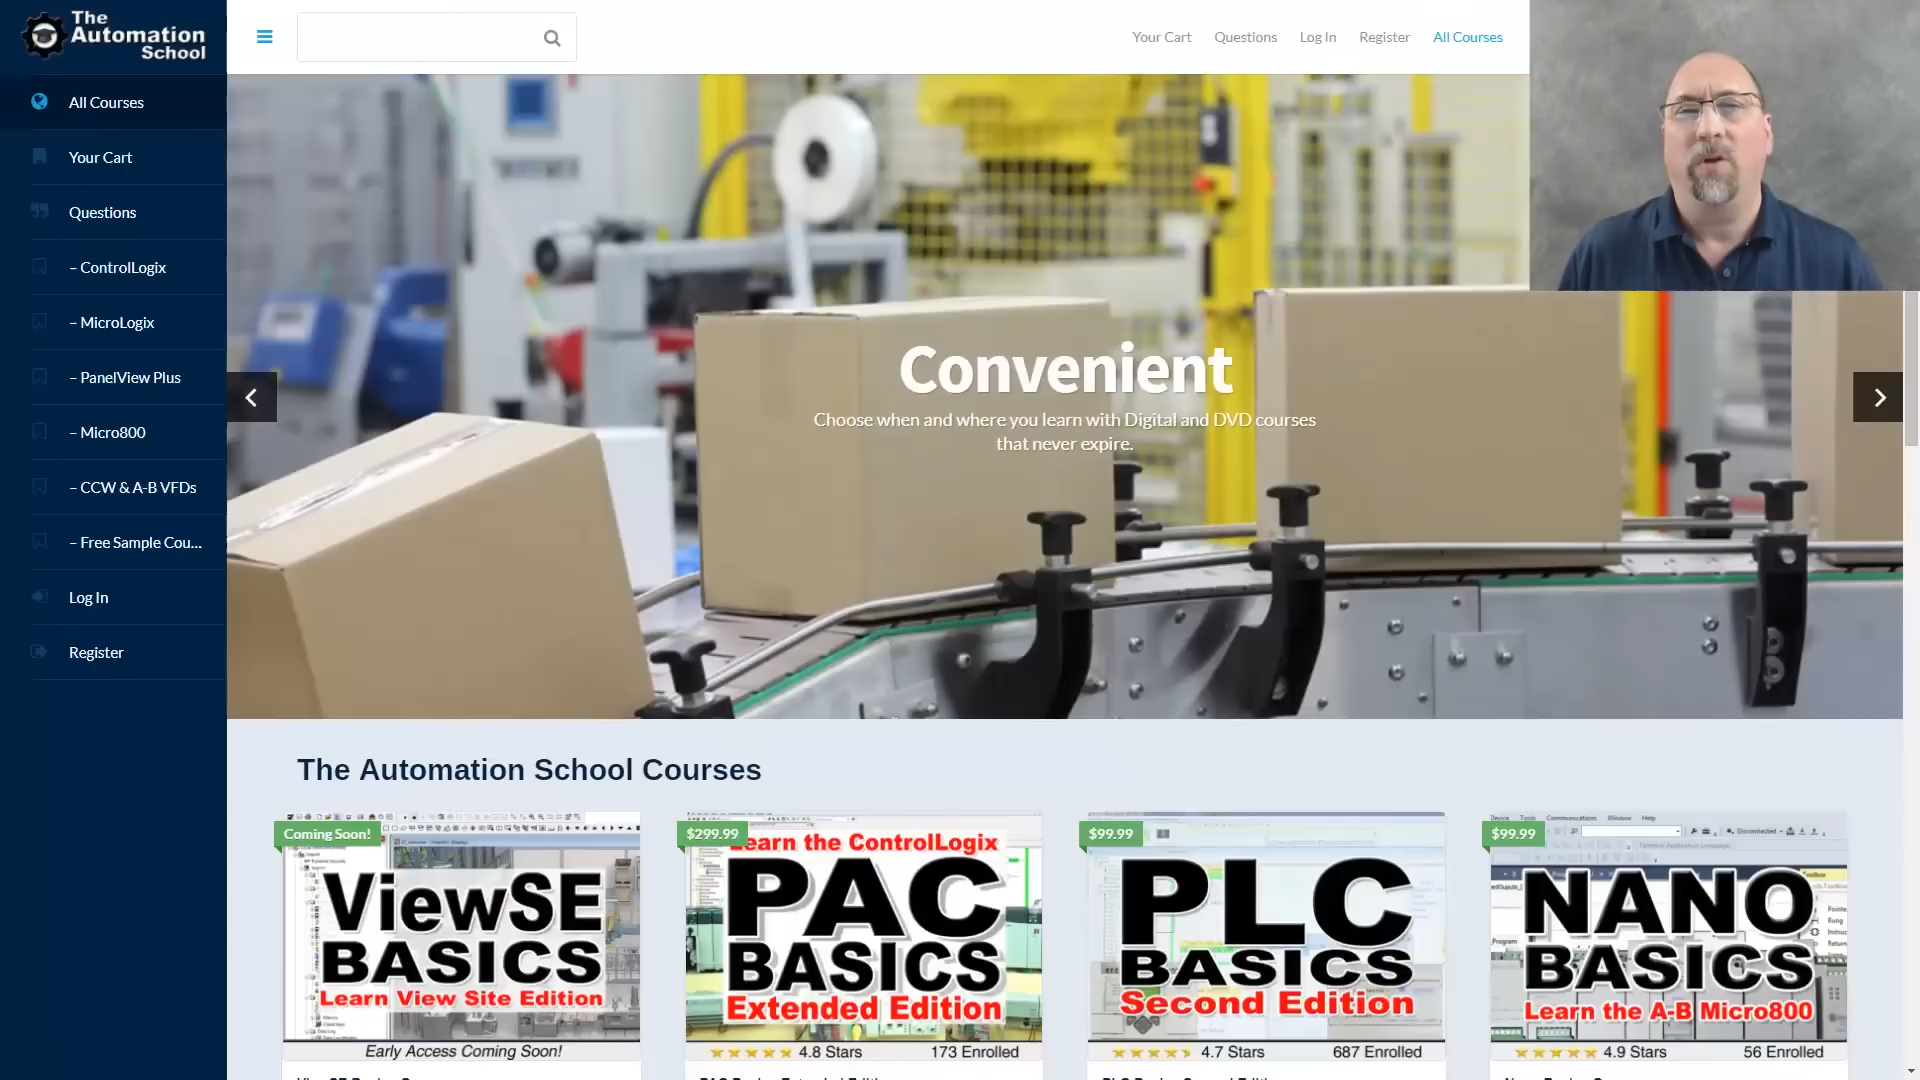 The
Automation
School
Your Cart
Questions
Log In
Register
All Courses
All Courses
Your Cart
Questions
– ControlLogix
– MicroLogix
– PanelView Plus
– Micro800
– CCW & A-B VFDs
– Free Sample Cou...
Log In
Register
Convenient
Choose when and where you learn with Digital and DVD courses
that never expire.
The Automation School Courses
Coming Soon!
ViewSE
BASICS
Learn View Site Edition
Early Access Coming Soon!
$299.99
Learn the ControlLogix
PAC
BASICS
Extended Edition
4.8 Stars 173 Enrolled
$99.99
PLC
BASICS
Second Edition
4.7 Stars 687 Enrolled
$99.99
Tools Communications Window Help
Disconnected
NANO
BASICS
Learn the A-B Micro800
4.9 Stars 56 Enrolled